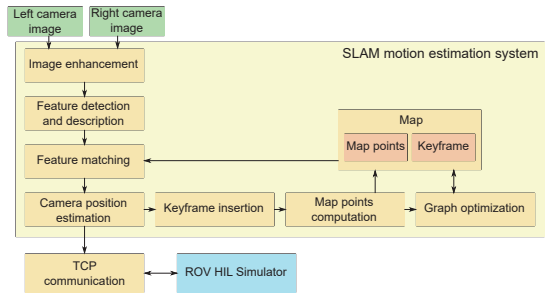 Left camera
image
Right camera
image
SLAM motion estimation system
Image enhancement
Feature detection
and description
Map
Map points
Keyframe
Feature matching
Camera position
estimation
Keyframe insertion
Map points
computation
Graph optimization
TCP
communication
ROV HIL Simulator